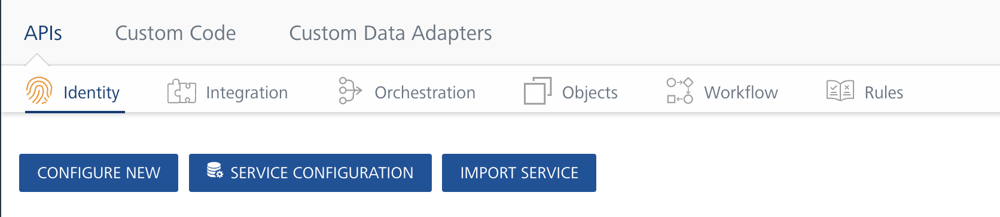 APIs Custom Code Custom Data Adapters
Identity Integration Orchestration Objects Workflow Rules
CONFIGURE NEW SERVICE CONFIGURATION IMPORT SERVICE